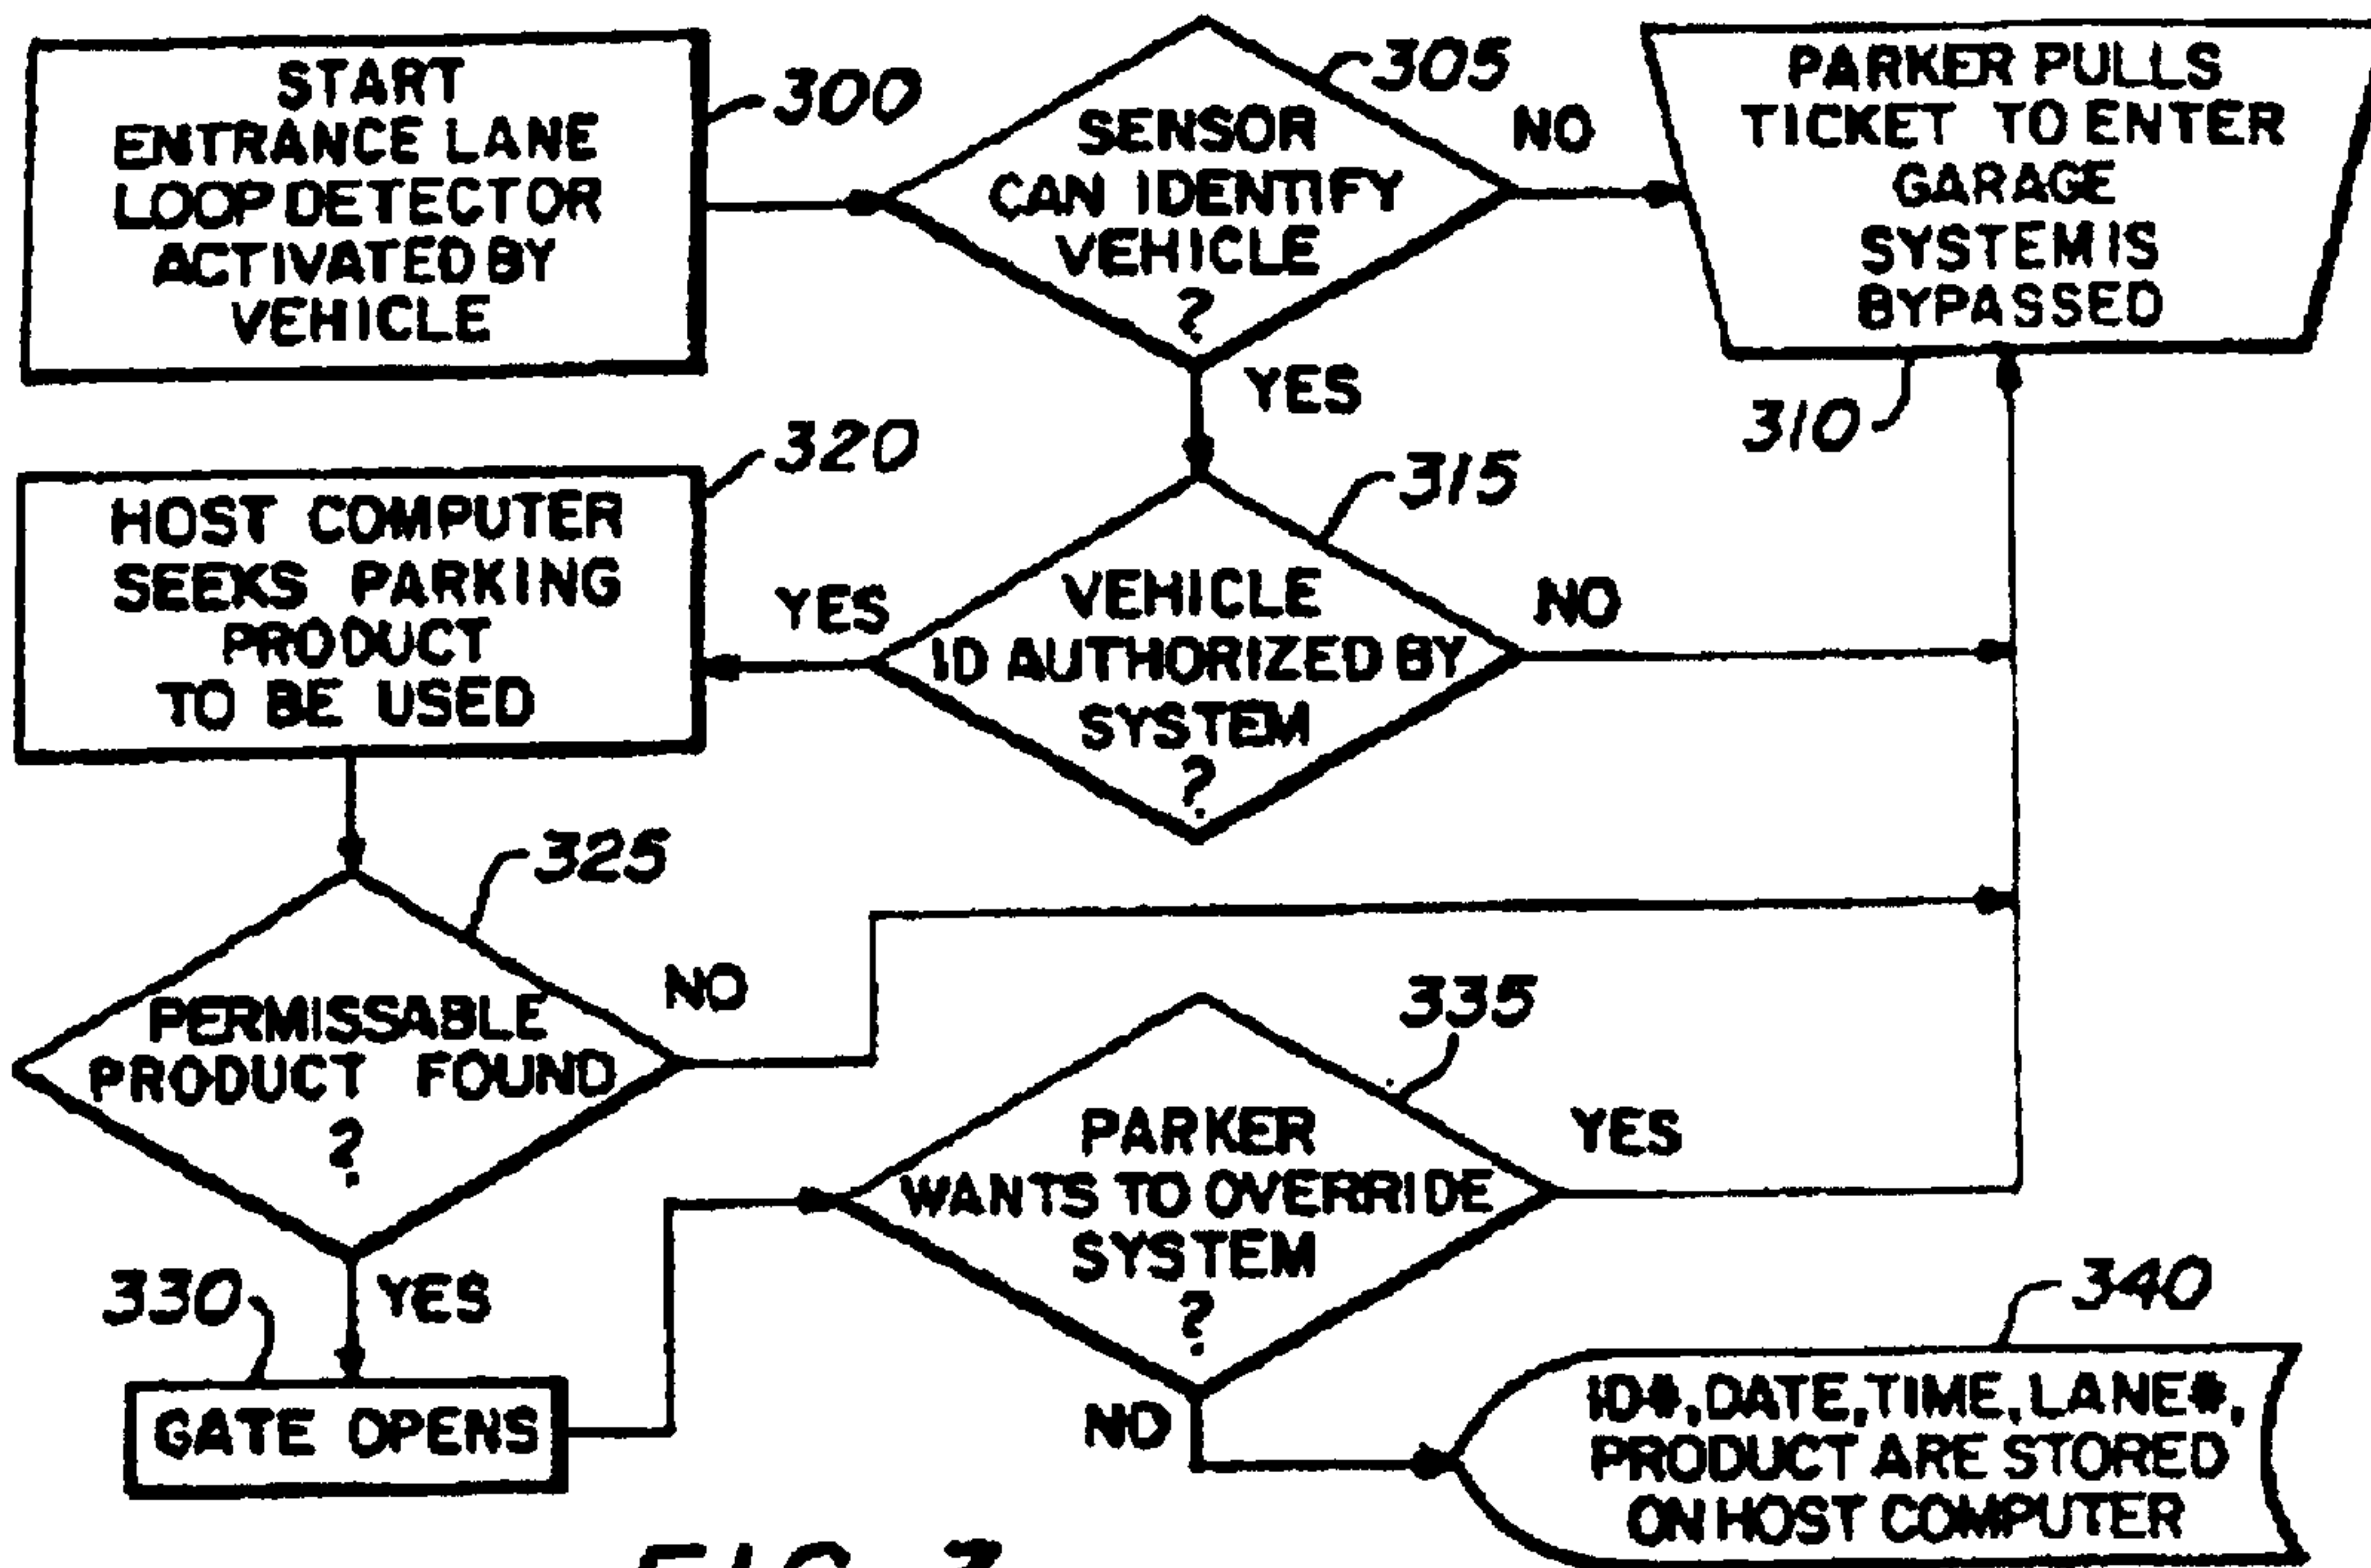 START
ENTRANCE LANE
LOOP DETECTOR
ACTIVATED BY
VEHICLE
300
SENSOR
CAN IDENTIFY
VEHICLE
?
305
NO
YES
PARKER PULLS
TICKET TO ENTER
GARAGE
SYSTEM IS
BYPASSED
310
HOST COMPUTER
SEEKS PARKING
PRODUCT
TO BE USED
320
YES
VEHICLE
ID AUTHORIZED BY
SYSTEM
?
315
NO
PERMISSABLE
PRODUCT FOUND
?
325
NO
YES
330
GATE OPENS
PARKER
WANTS TO OVERRIDE
SYSTEM
?
335
YES
NO
340
ID#, DATE, TIME, LANE#,
PRODUCT ARE STORED
ON HOST COMPUTER